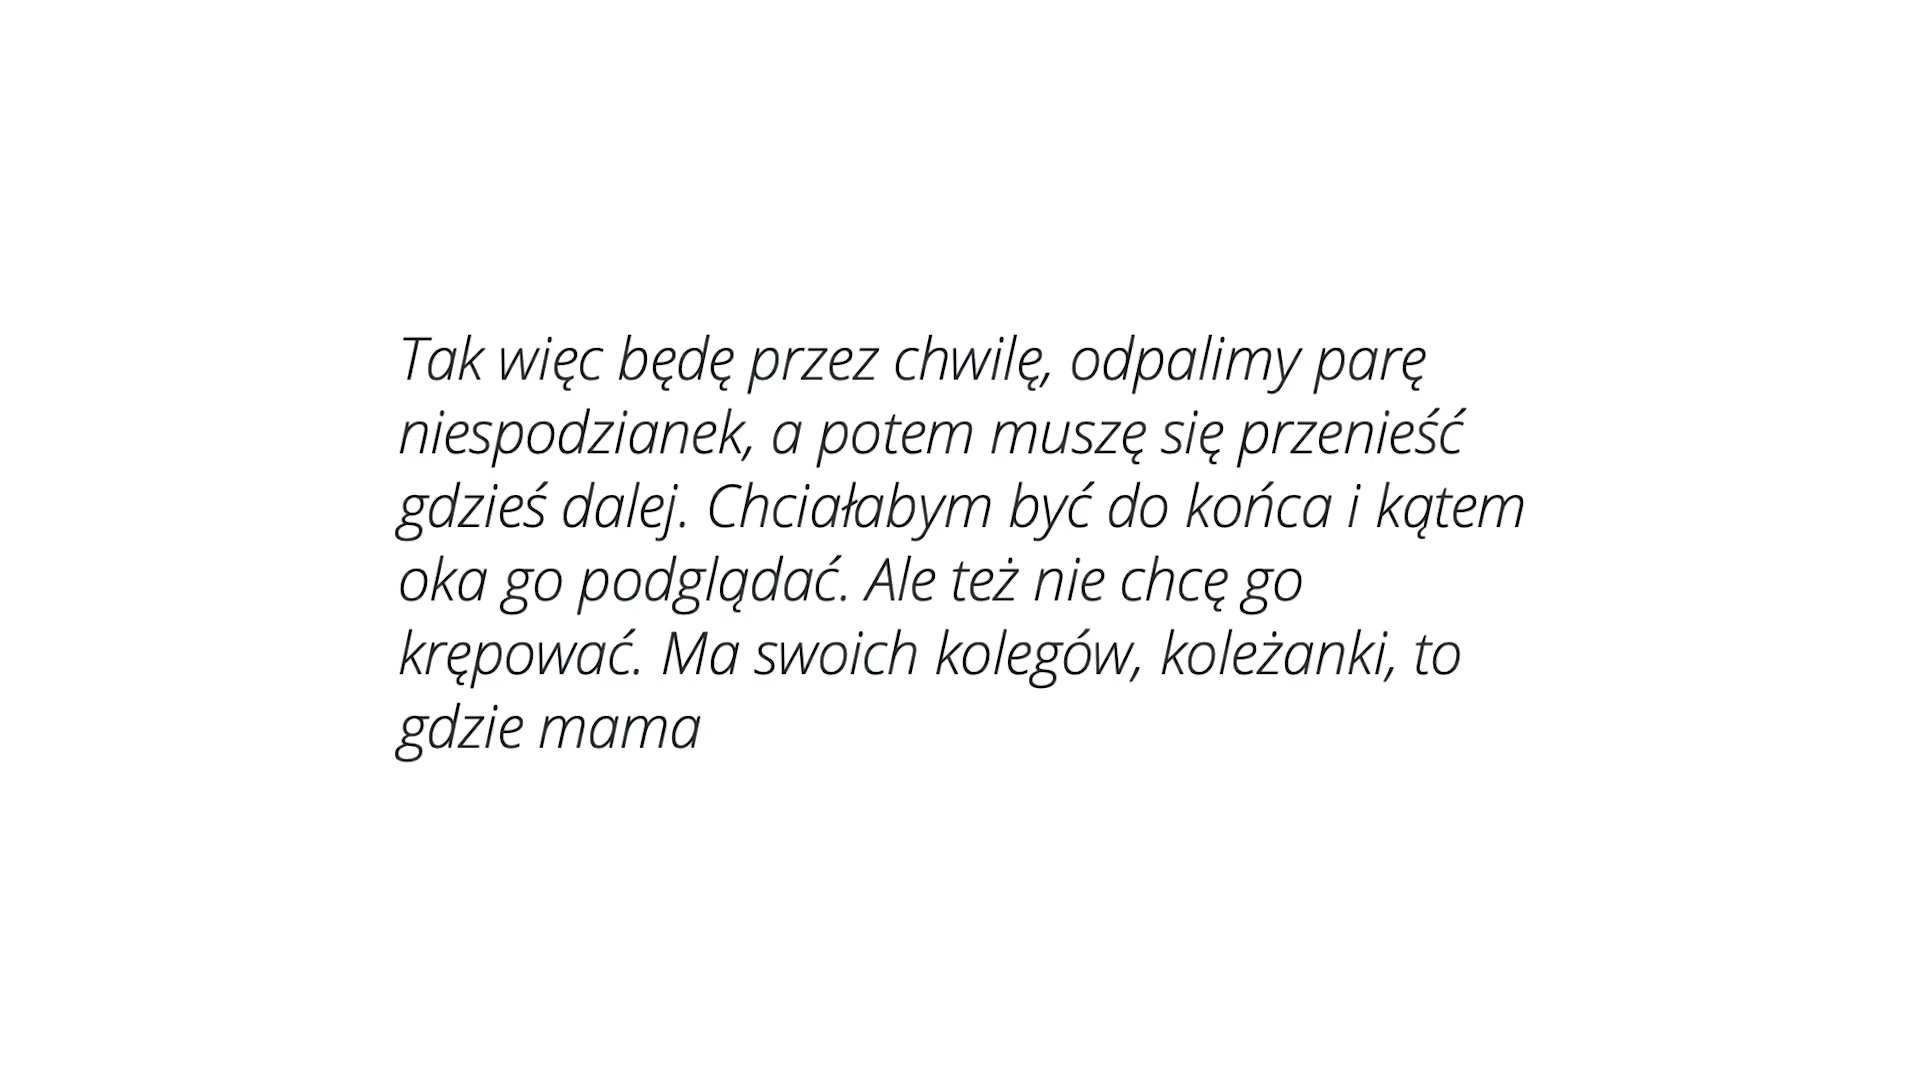 Tak więc będę przez chwilę, odpalimy parę
niespodzianek, a potem muszę się przenieść
gdzieś dalej. Chciałabym być do końca i kątem
oka go podglądać. Ale też nie chcę go
krępować. Ma swoich kolegów, koleżanki, to
gdzie mama